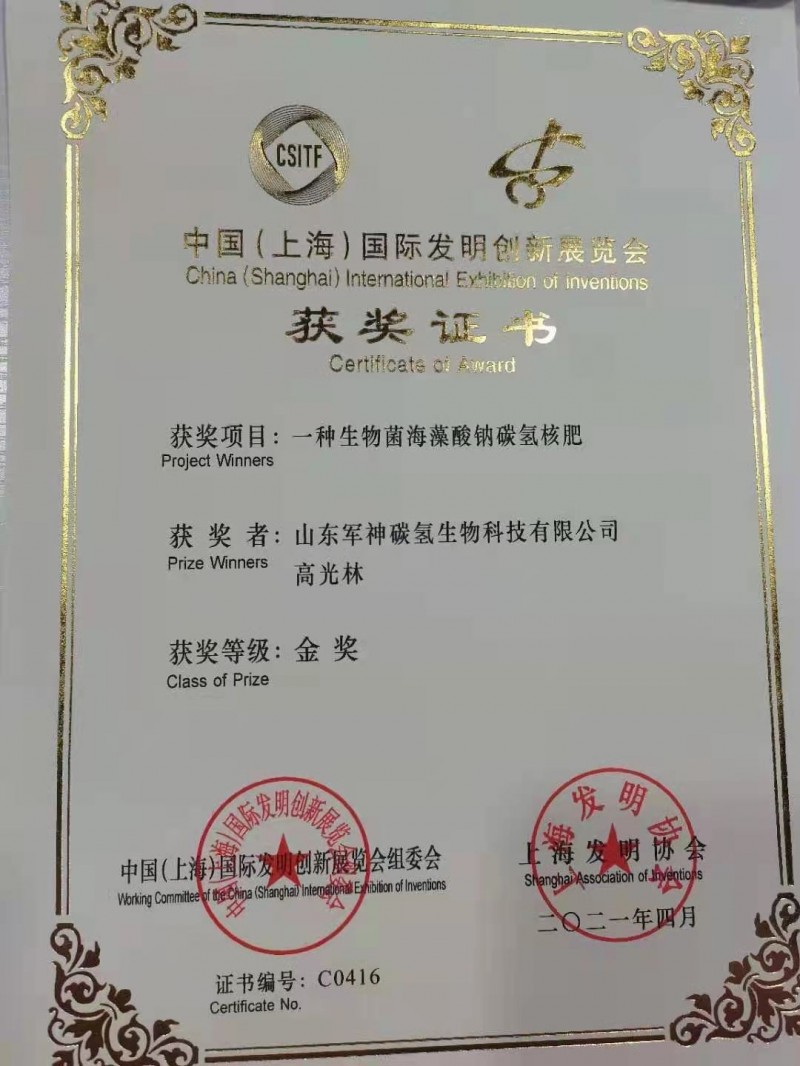 CSITF
中国(上海)国际发明创新展览会
China (Shanghai) International Exhibition of Inventions
获奖证书
Certificate of Award
获奖项目: 一种生物菌海藻酸钠碳氢核肥
Project Winners
获 奖 者: 山东军神碳氢生物科技有限公司
Prize Winners
高光林
获奖等级: 金 奖
Class of Prize
中国(上海)国际发明创新展览会组委会
Working Committee of the China (Shanghai) International Exhibition of Inventions
上海发明协会
Shanghai Association of Inventions
二〇二一年四月
上海发明协会
证书编号: C0416
Certificate No.